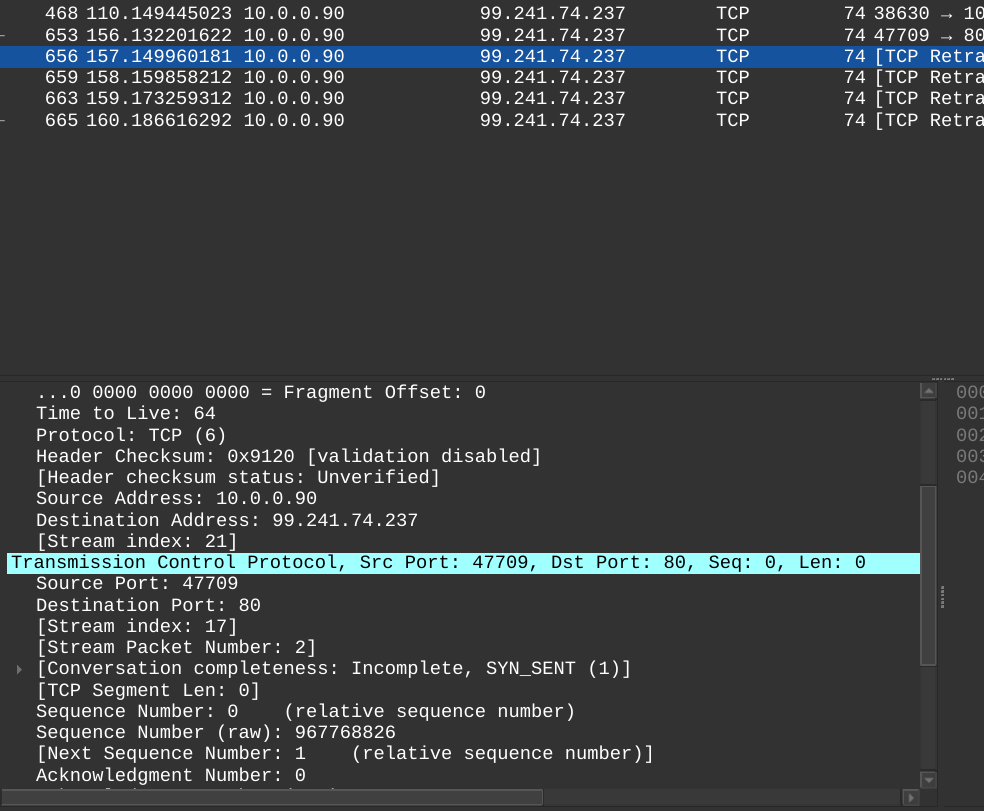 468 110.149445023 10.0.0.90 99.241.74.237 TCP 74 38630 → 10
653 156.132201622 10.0.0.90 99.241.74.237 TCP 74 47709 → 80
656 157.149960181 10.0.0.90 99.241.74.237 TCP 74 [TCP Retra
659 158.159858212 10.0.0.90 99.241.74.237 TCP 74 [TCP Retra
663 159.173259312 10.0.0.90 99.241.74.237 TCP 74 [TCP Retra
665 160.186616292 10.0.0.90 99.241.74.237 TCP 74 [TCP Retra
...0 0000 0000 0000 = Fragment Offset: 0
Time to Live: 64
Protocol: TCP (6)
Header Checksum: 0x9120 [validation disabled]
[Header checksum status: Unverified]
Source Address: 10.0.0.90
Destination Address: 99.241.74.237
[Stream index: 21]
Transmission Control Protocol, Src Port: 47709, Dst Port: 80, Seq: 0, Len: 0
Source Port: 47709
Destination Port: 80
[Stream index: 17]
[Stream Packet Number: 2]
[Conversation completeness: Incomplete, SYN_SENT (1)]
[TCP Segment Len: 0]
Sequence Number: 0 (relative sequence number)
Sequence Number (raw): 967768826
[Next Sequence Number: 1 (relative sequence number)]
Acknowledgment Number: 0
000
001
002
003
004